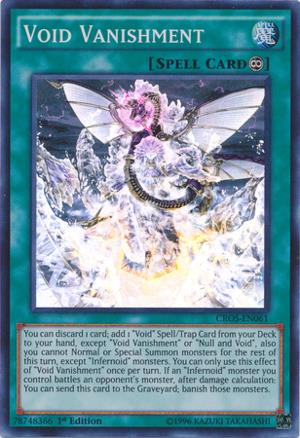 VOID VANISHMENT
SPELL
[SPELL CARD]
CROS-EN061
You can discard 1 card; add 1 "Void" Spell/Trap Card from your Deck
to your hand, except "Void Vanishment" or "Null and Void", also
you cannot Normal or Special Summon monsters for the rest of
this turn, except "Infernoid" monsters. You can only use this effect
of "Void Vanishment" once per turn. If an "Infernoid" monster you
control battles an opponent's monster, after damage calculation:
You can send this card to the Graveyard; banish those monsters.
78748366 1st Edition ©1996 KAZUKI TAKAHASHI